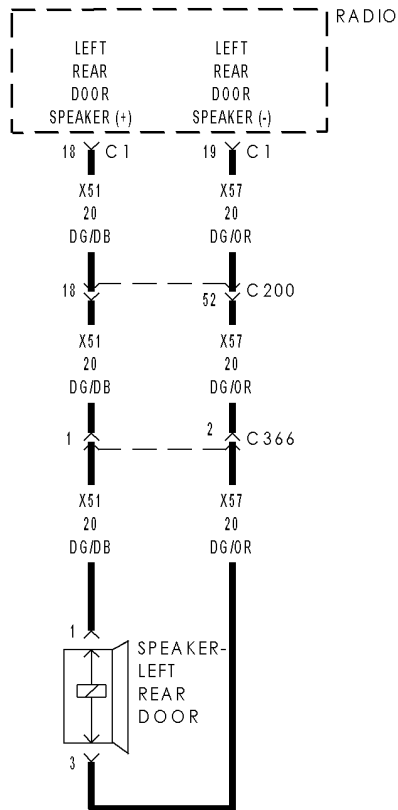 RADIO
LEFT LEFT
REAR REAR
DOOR DOOR
SPEAKER (+) SPEAKER (-)
18 C1 19 C1
X51 X57
20 20
DG/DB DG/OR
18 52 C200
X51 X57
20 20
DG/DB DG/OR
1 2 C366
X51 X57
20 20
DG/DB DG/OR
1
SPEAKER-
LEFT
REAR
DOOR
3